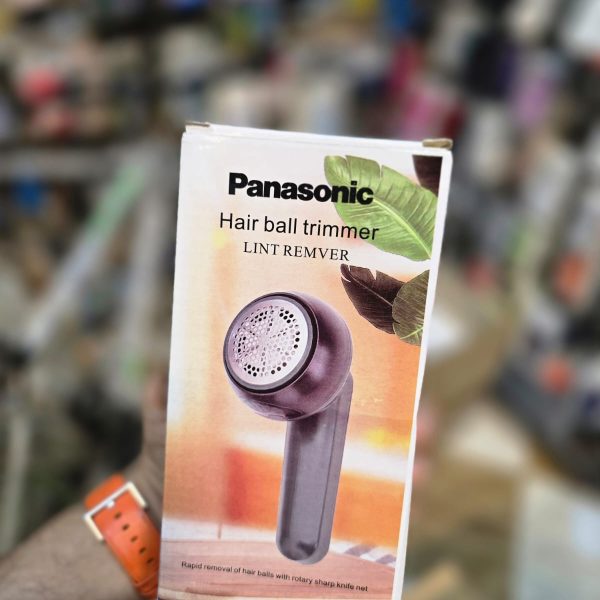 Panasonic
Hair ball trimmer
LINT REMVER
Rapid removal of hair balls with rotary sharp knife net